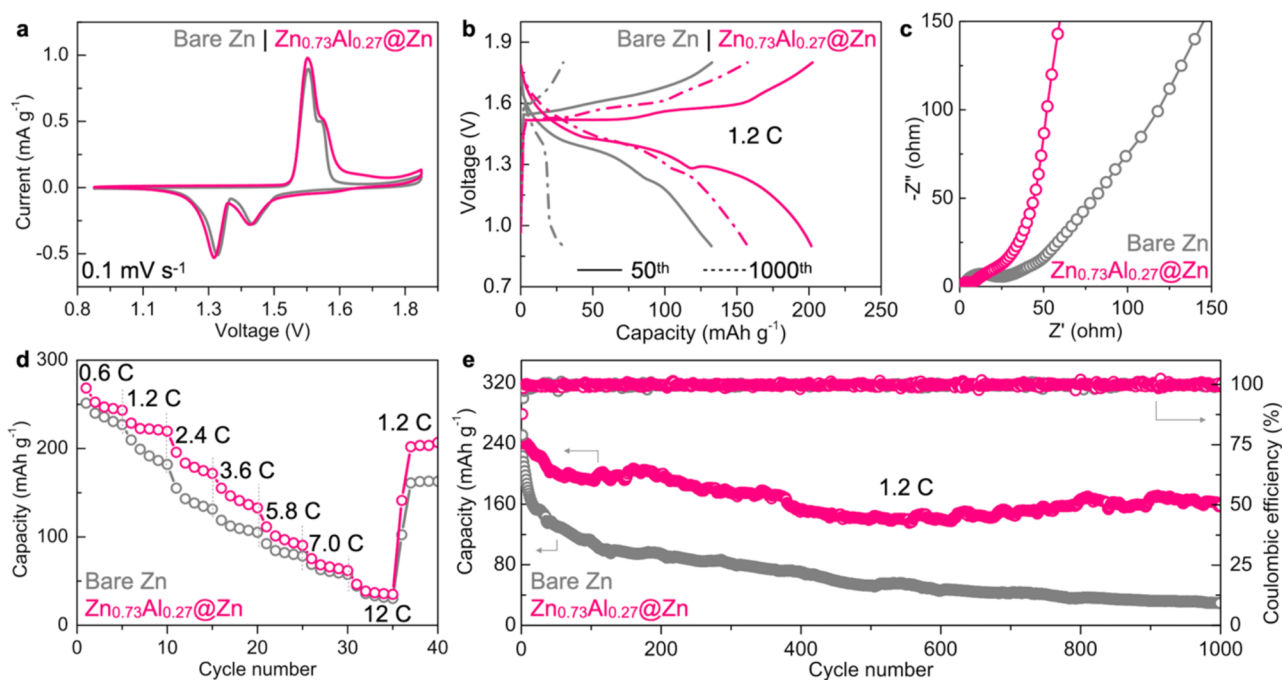 a
Bare Zn | Zn0.73Al0.27@Zn
Current (mA g-1)
1.0
0.5
0.0
-0.5
0.1 mV s-1
0.8 1.1 1.3 1.6 1.8
Voltage (V)
b
Bare Zn | Zn0.73Al0.27@Zn
Voltage (V)
1.9
1.6
1.3
1.0
0.7
1.2 C
50th 1000th
0 50 100 150 200 250
Capacity (mAh g-1)
c
-Z" (ohm)
150
100
50
0
Bare Zn
Zn0.73Al0.27@Zn
0 50 100 150
Z' (ohm)
d
Capacity (mAh g-1)
300
200
100
0
0.6 C
1.2 C
2.4 C
3.6 C
5.8 C
7.0 C
12 C
1.2 C
Bare Zn
Zn0.73Al0.27@Zn
0 10 20 30 40
Cycle number
e
Capacity (mAh g-1)
320
240
160
80
0
1.2 C
Bare Zn
Zn0.73Al0.27@Zn
0 200 400 600 800 1000
Cycle number
100
75
50
25
0
Coulombic efficiency (%)